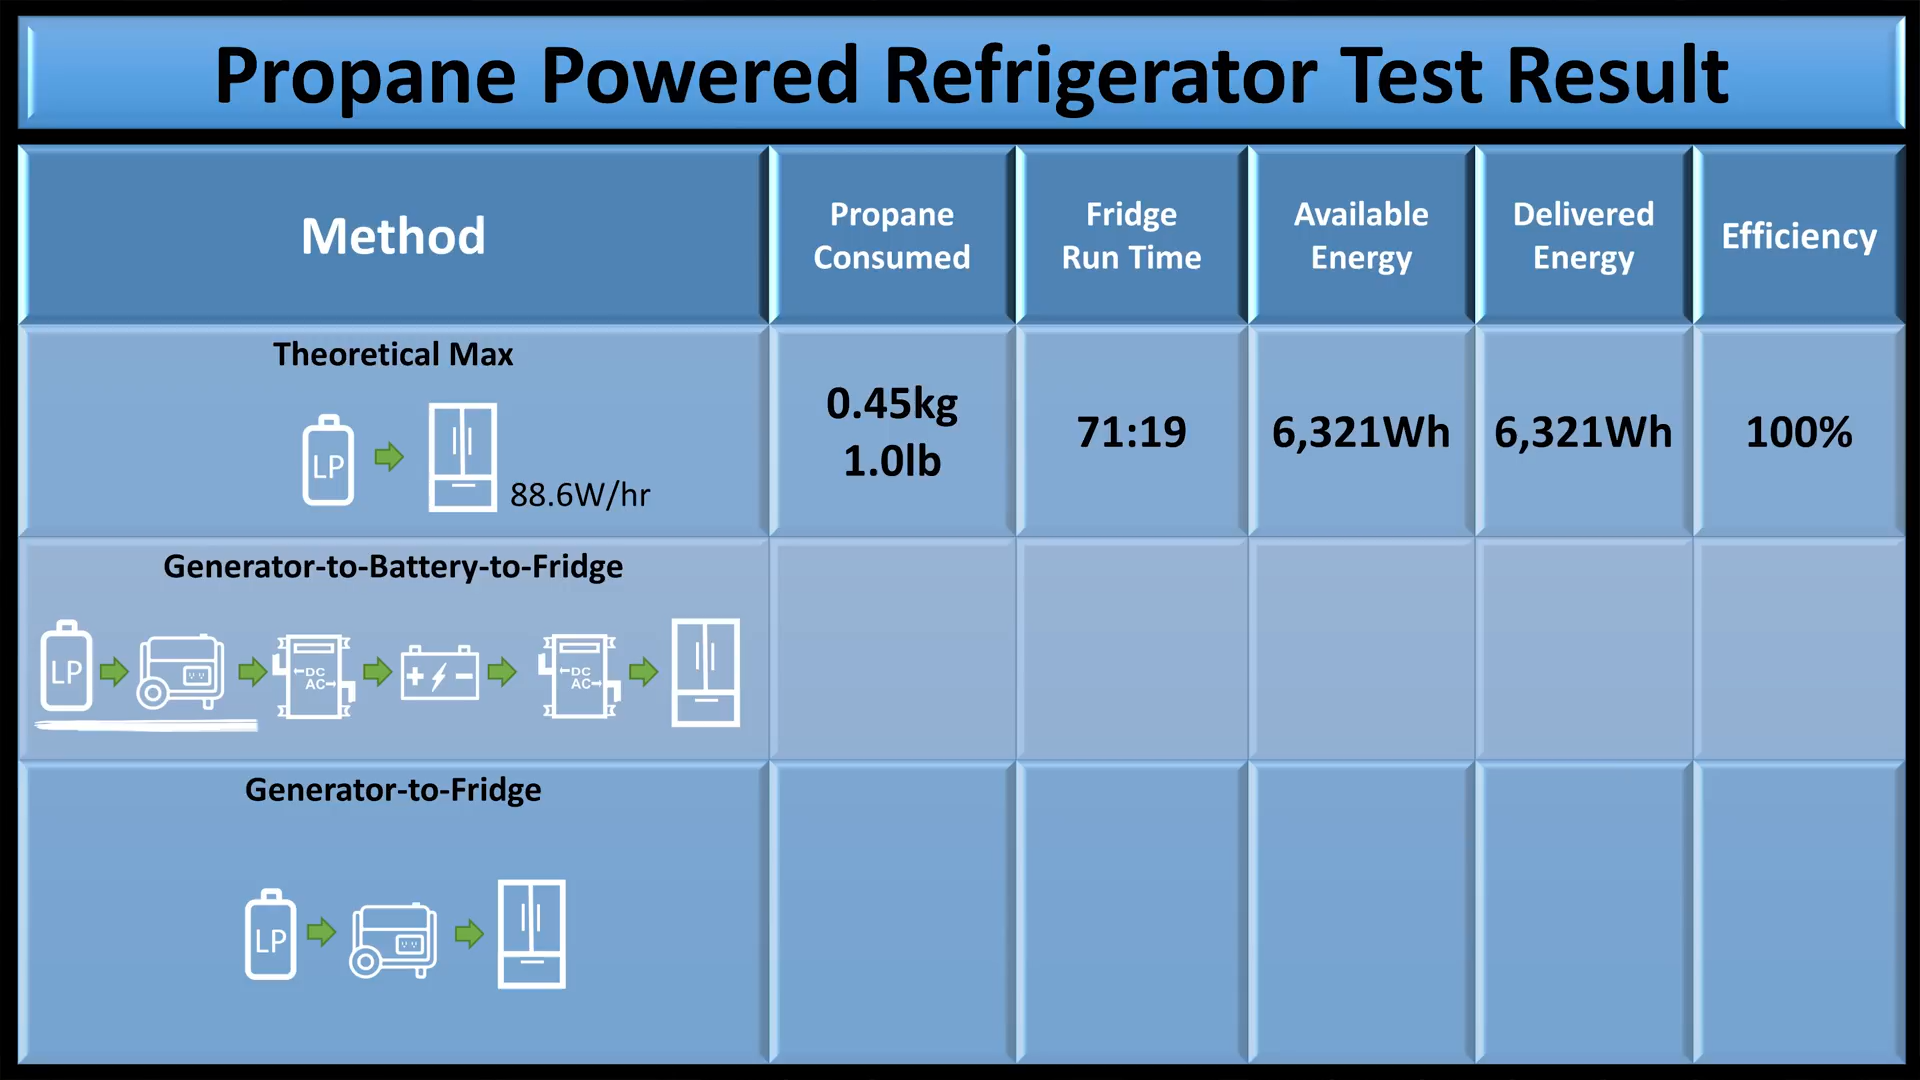 Propane Powered Refrigerator Test Result
Method
Propane
Consumed
Fridge
Run Time
Available
Energy
Delivered
Energy
Efficiency
Theoretical Max
LP
88.6W/hr
0.45kg
1.0lb
71:19
6,321Wh
6,321Wh
100%
Generator-to-Battery-to-Fridge
LP
DC
AC
+ -
DC
AC
Generator-to-Fridge
LP